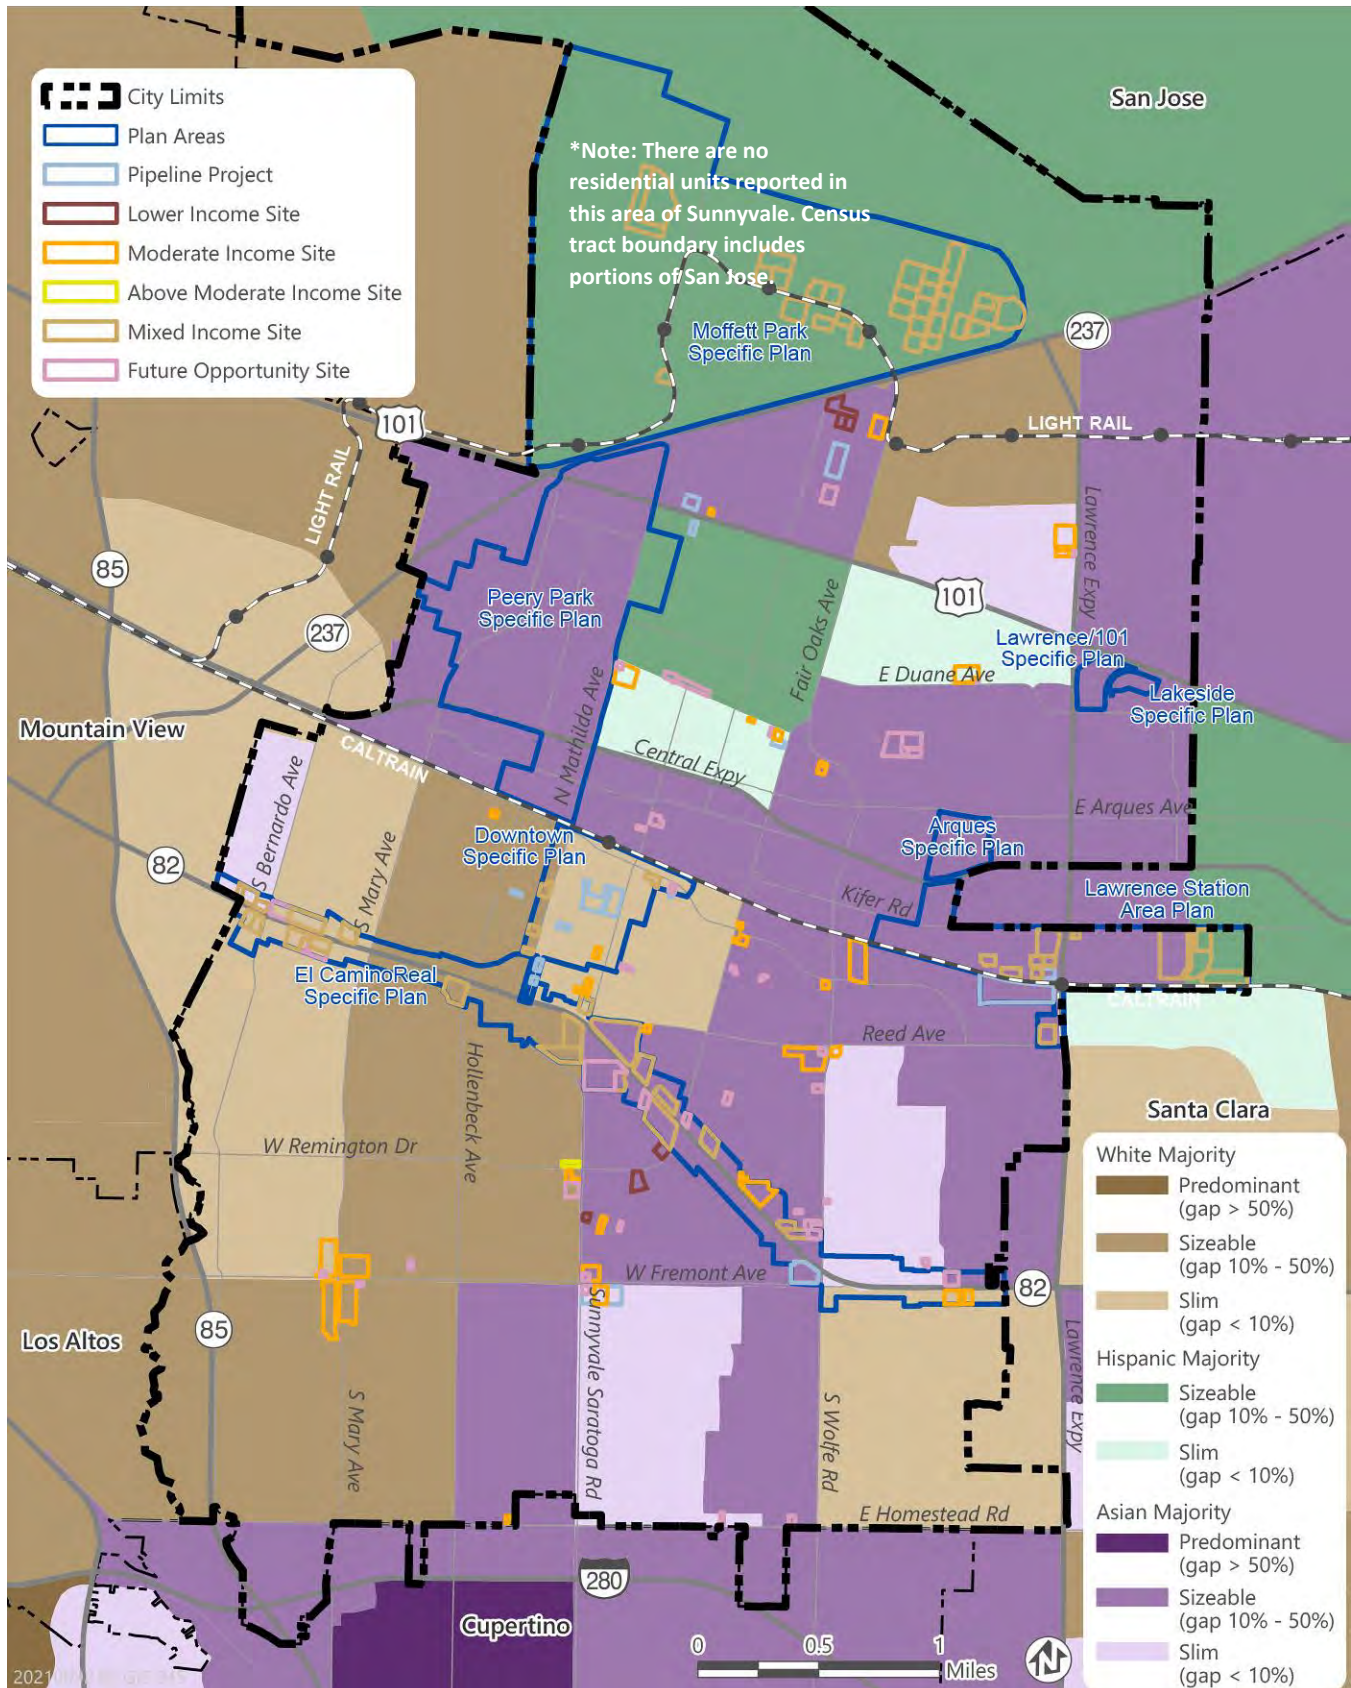 City Limits
Plan Areas
Pipeline Project
Lower Income Site
Moderate Income Site
Above Moderate Income Site
Mixed Income Site
Future Opportunity Site
San Jose
*Note: There are no
residential units reported in
this area of Sunnyvale. Census
tract boundary includes
portions of San Jose.
Moffett Park
Specific Plan
237
101
LIGHT RAIL
LIGHT RAIL
Lawrence Expy
85
237
Peery Park
Specific Plan
101
Fair Oaks Ave
Lawrence/101
Specific Plan
E Duane Ave
Lakeside
Specific Plan
N Mathilda Ave
Mountain View
CALTRAIN
Central Expy
S Bernardo Ave
S Mary Ave
E Arques Ave
Downtown
Specific Plan
Arques
Specific Plan
82
Kifer Rd
Lawrence Station
Area Plan
El CaminoReal
Specific Plan
CALTRAIN
Reed Ave
Hollenbeck Ave
Santa Clara
W Remington Dr
W Fremont Ave
82
Los Altos
85
Sunnyvale Saratoga Rd
S Mary Ave
S Wolfe Rd
Lawrence Expy
E Homestead Rd
280
Cupertino
White Majority
Predominant
(gap > 50%)
Sizeable
(gap 10% - 50%)
Slim
(gap < 10%)
Hispanic Majority
Sizeable
(gap 10% - 50%)
Slim
(gap < 10%)
Asian Majority
Predominant
(gap > 50%)
Sizeable
(gap 10% - 50%)
Slim
(gap < 10%)
0 0.5 1
Miles
N